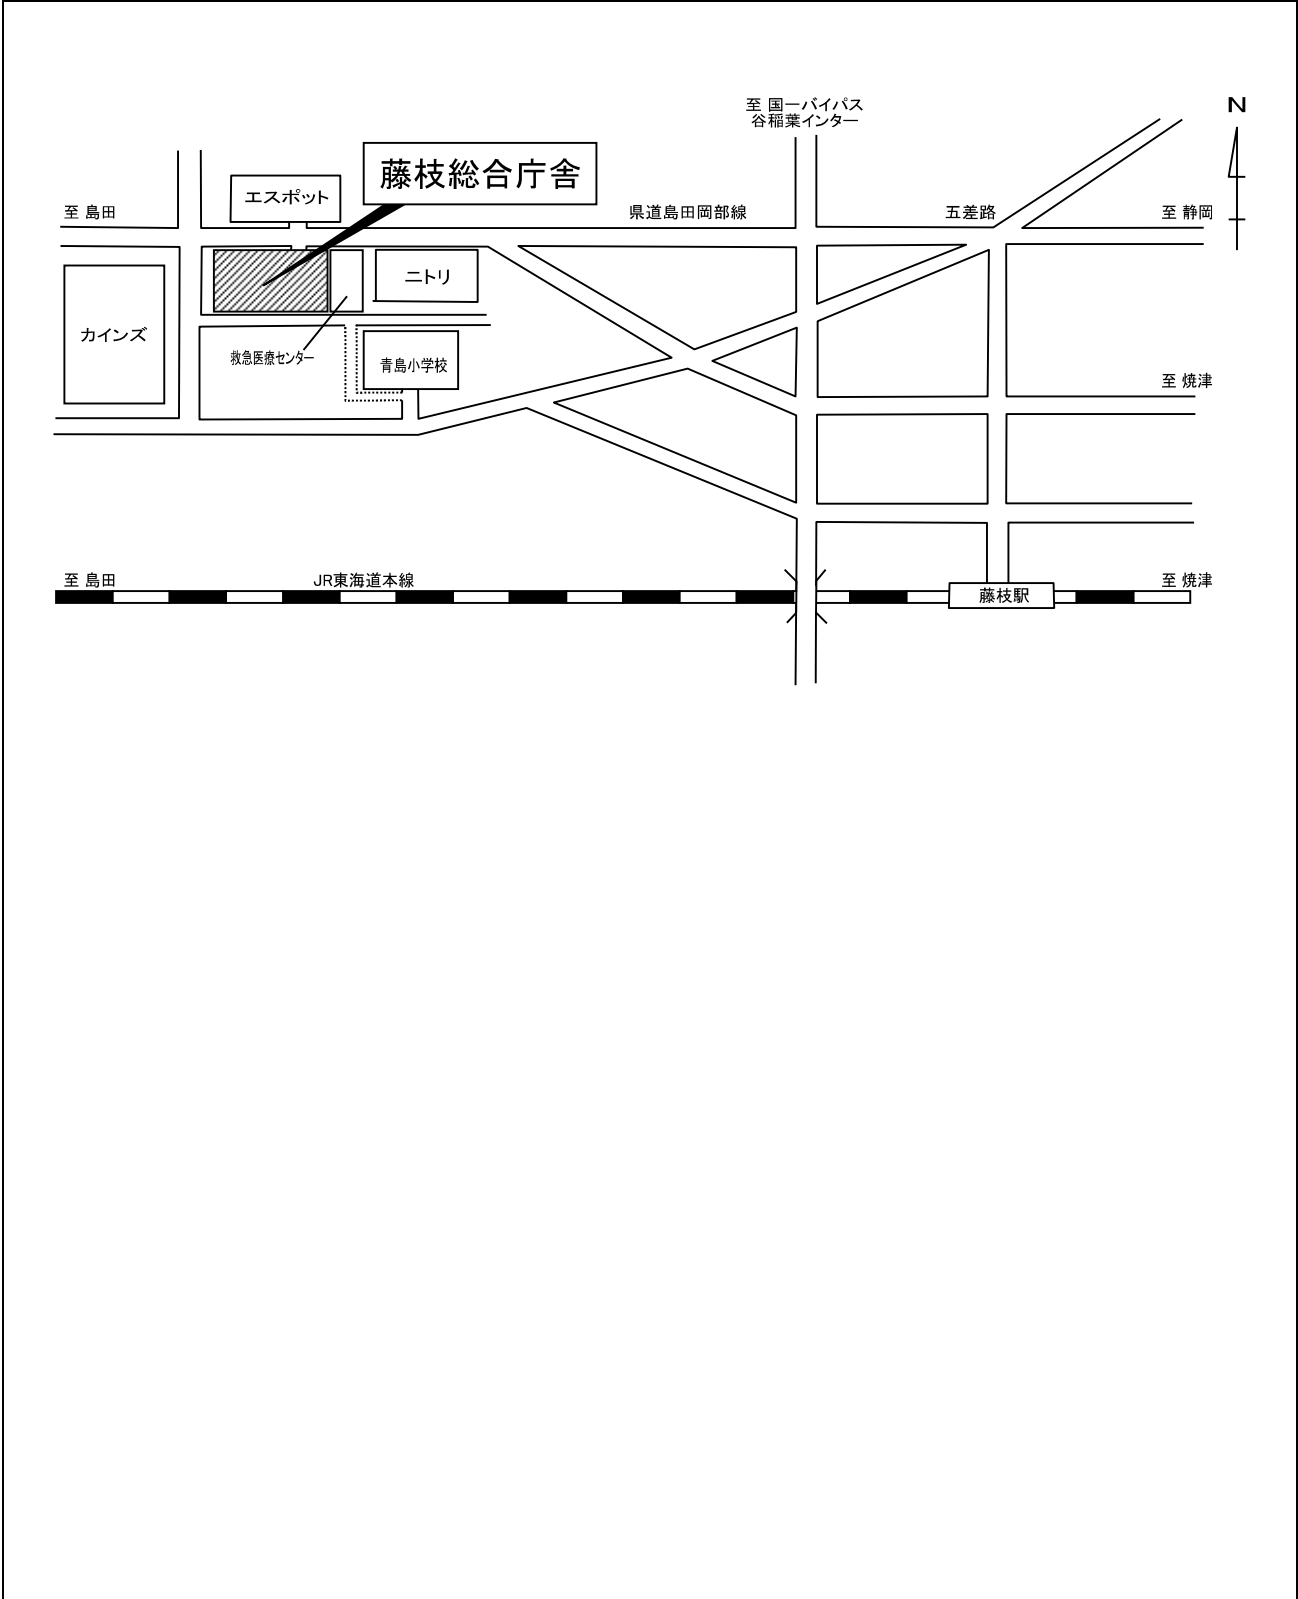 至 国一バイパス
谷稲葉インター
N
藤枝総合庁舎
エスポット
至 島田
県道島田岡部線
五差路
至 静岡
ニトリ
カインズ
救急医療センター
青島小学校
至 焼津
至 島田
JR東海道本線
至 焼津
藤枝駅